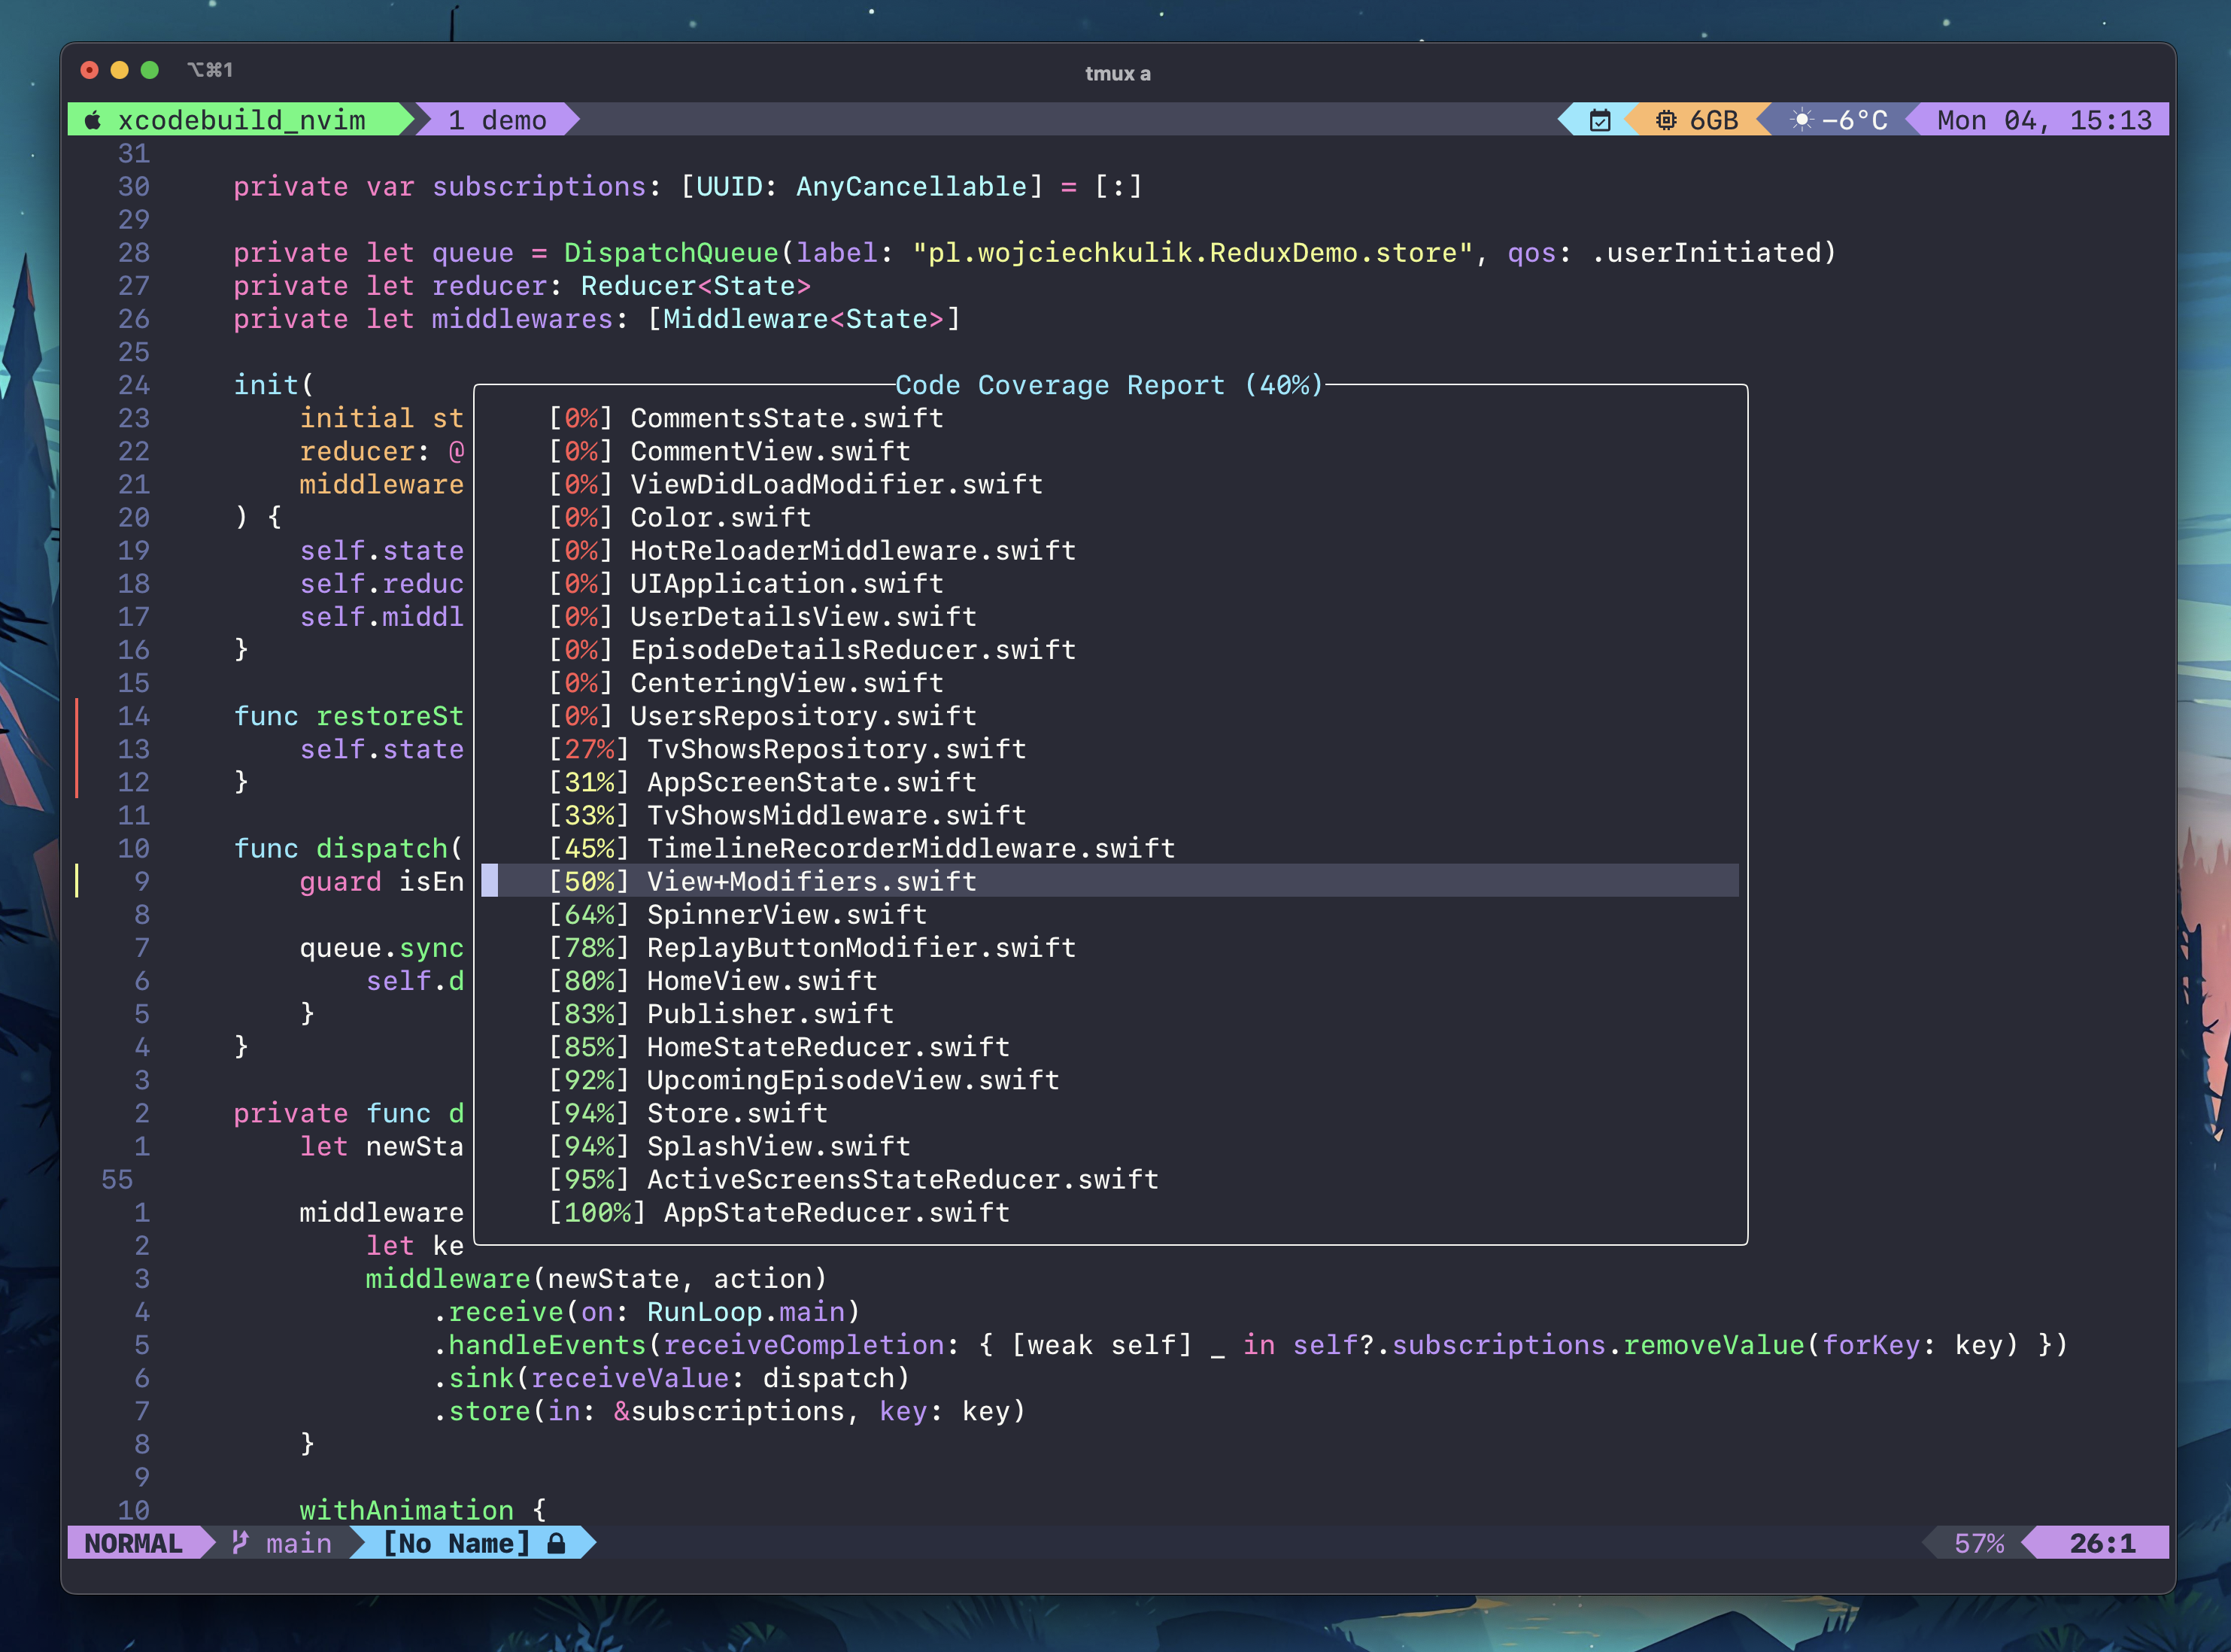 ⌥⌘1
tmux a
xcodebuild_nvim 1 demo 6GB −6°C Mon 04, 15:13
31
30 private var subscriptions: [UUID: AnyCancellable] = [:]
29
28 private let queue = DispatchQueue(label: "pl.wojciechkulik.ReduxDemo.store", qos: .userInitiated)
27 private let reducer: Reducer<State>
26 private let middlewares: [Middleware<State>]
25
24 init( Code Coverage Report (40%)
23 initial st [0%] CommentsState.swift
22 reducer: @ [0%] CommentView.swift
21 middleware [0%] ViewDidLoadModifier.swift
20 ) { [0%] Color.swift
19 self.state [0%] HotReloaderMiddleware.swift
18 self.reduc [0%] UIApplication.swift
17 self.middl [0%] UserDetailsView.swift
16 } [0%] EpisodeDetailsReducer.swift
15 [0%] CenteringView.swift
14 func restoreSt [0%] UsersRepository.swift
13 self.state [27%] TvShowsRepository.swift
12 } [31%] AppScreenState.swift
11 [33%] TvShowsMiddleware.swift
10 func dispatch( [45%] TimelineRecorderMiddleware.swift
9 guard isEn [50%] View+Modifiers.swift
8 [64%] SpinnerView.swift
7 queue.sync [78%] ReplayButtonModifier.swift
6 self.d [80%] HomeView.swift
5 } [83%] Publisher.swift
4 } [85%] HomeStateReducer.swift
3 [92%] UpcomingEpisodeView.swift
2 private func d [94%] Store.swift
1 let newSta [94%] SplashView.swift
55 [95%] ActiveScreensStateReducer.swift
1 middleware [100%] AppStateReducer.swift
2 let ke
3 middleware(newState, action)
4 .receive(on: RunLoop.main)
5 .handleEvents(receiveCompletion: { [weak self] _ in self?.subscriptions.removeValue(forKey: key) })
6 .sink(receiveValue: dispatch)
7 .store(in: &subscriptions, key: key)
8 }
9
10 withAnimation {
NORMAL main [No Name] 57% 26:1